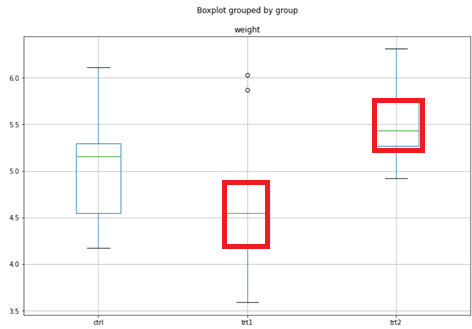 Boxplot grouped by group
weight
6.0
5.5
5.0
4.5
4.0
3.5
ctrl
trt1
trt2